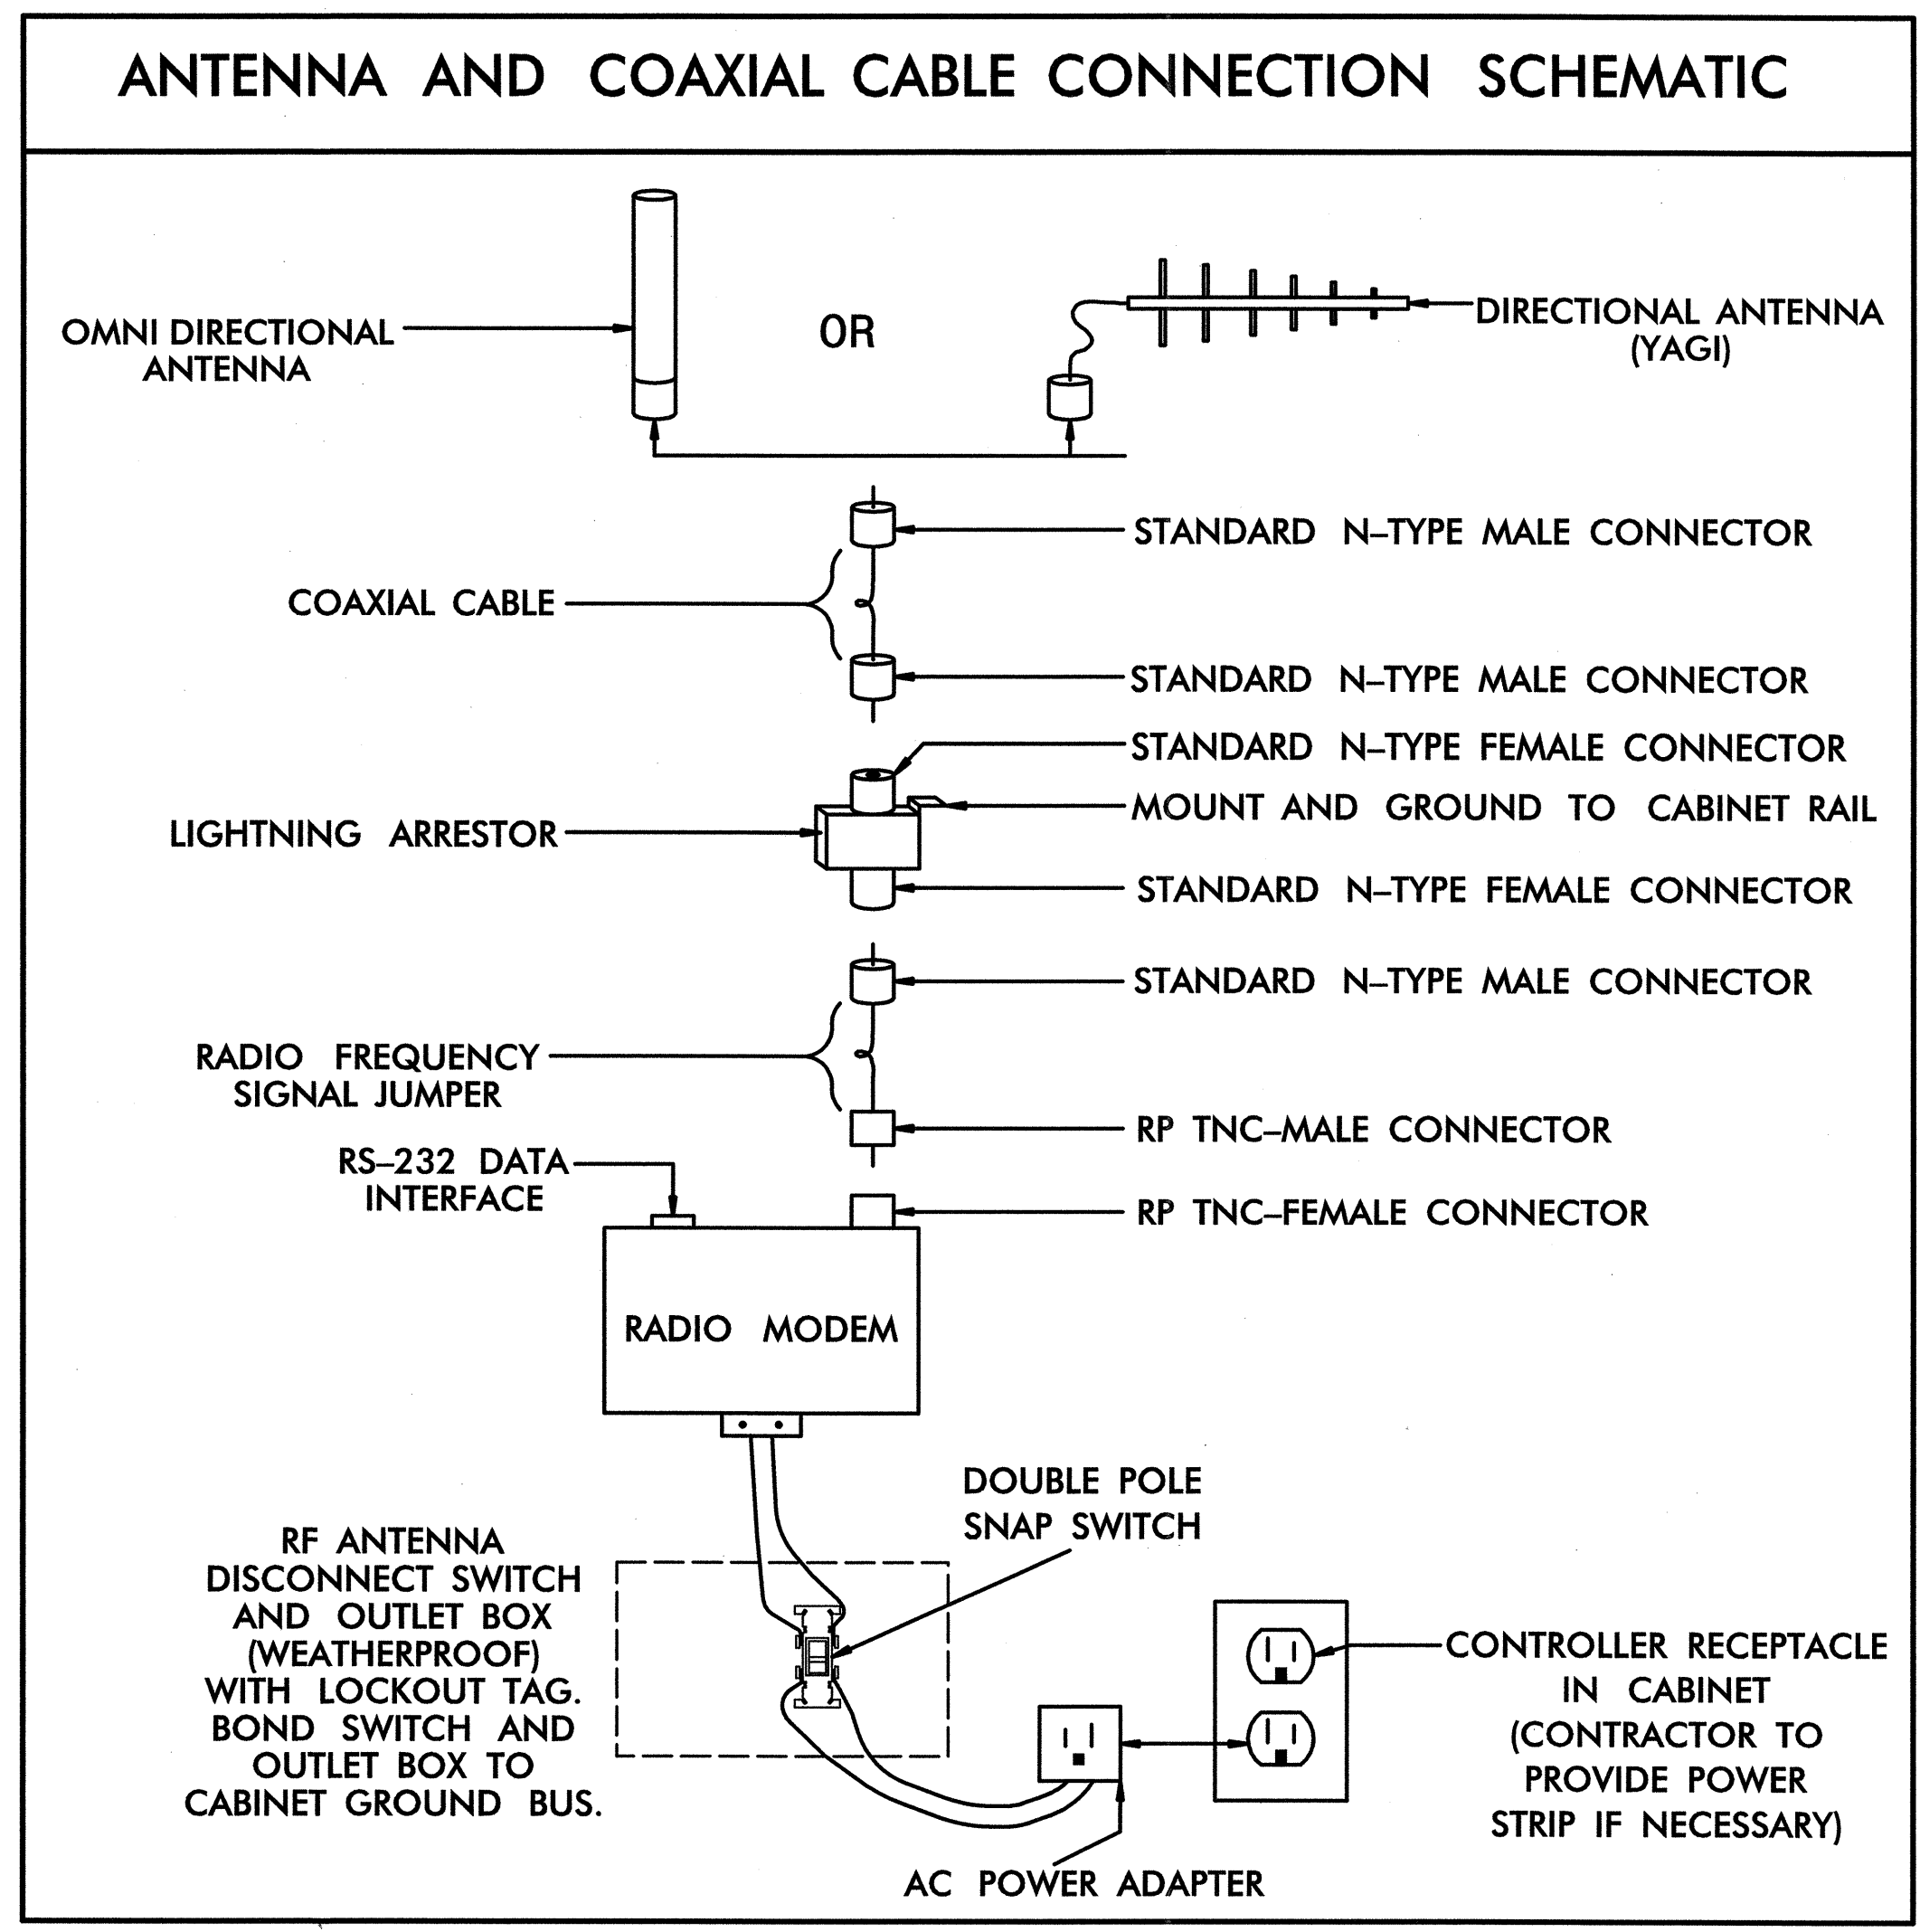 ANTENNA AND COAXIAL CABLE CONNECTION SCHEMATIC
OMNI DIRECTIONAL
ANTENNA
OR
DIRECTIONAL ANTENNA
(YAGI)
STANDARD N–TYPE MALE CONNECTOR
COAXIAL CABLE
STANDARD N–TYPE MALE CONNECTOR
STANDARD N–TYPE FEMALE CONNECTOR
MOUNT AND GROUND TO CABINET RAIL
LIGHTNING ARRESTOR
STANDARD N–TYPE FEMALE CONNECTOR
STANDARD N–TYPE MALE CONNECTOR
RADIO FREQUENCY
SIGNAL JUMPER
RP TNC–MALE CONNECTOR
RS–232 DATA
INTERFACE
RP TNC–FEMALE CONNECTOR
RADIO MODEM
DOUBLE POLE
SNAP SWITCH
RF ANTENNA
DISCONNECT SWITCH
AND OUTLET BOX
(WEATHERPROOF)
WITH LOCKOUT TAG.
BOND SWITCH AND
OUTLET BOX TO
CABINET GROUND BUS.
CONTROLLER RECEPTACLE
IN CABINET
(CONTRACTOR TO
PROVIDE POWER
STRIP IF NECESSARY)
AC POWER ADAPTER